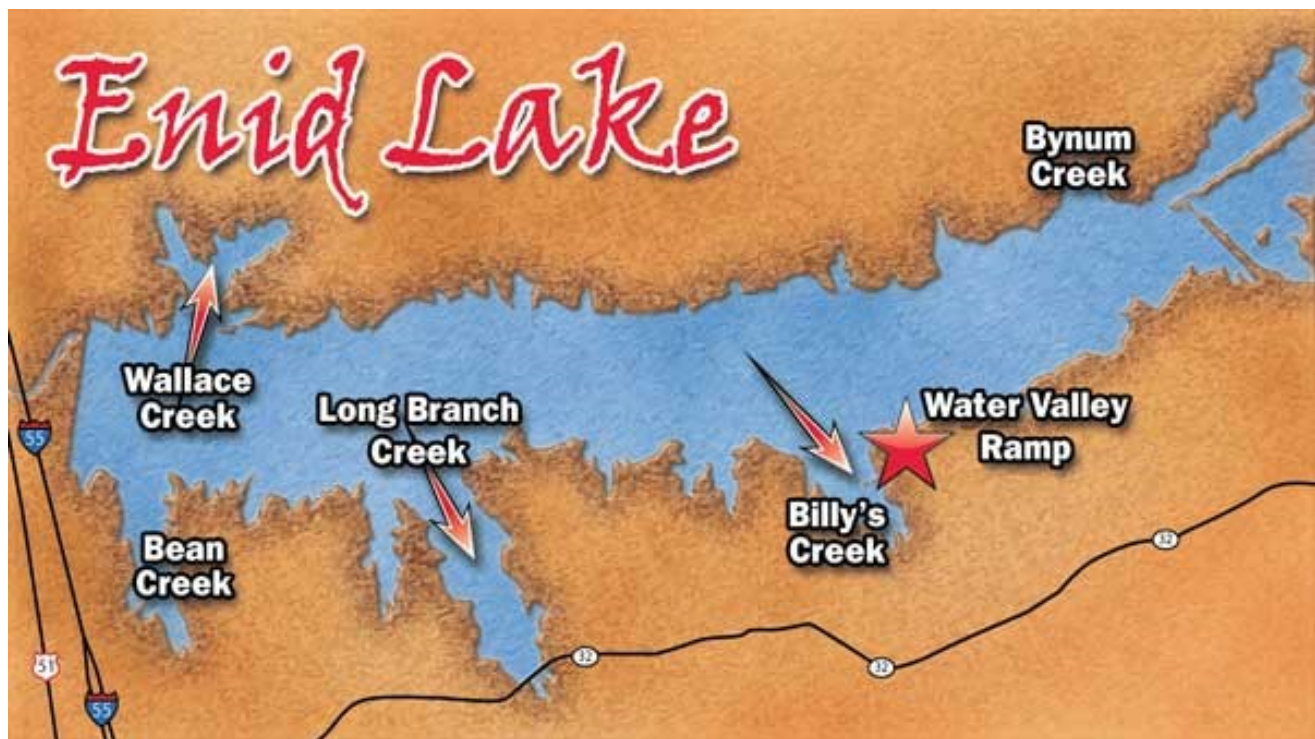 Enid Lake
Bynum
Creek
Wallace
Creek
Long Branch
Creek
Water Valley
Ramp
55
Billy's
Creek
Bean
Creek
32
32
32
51
55